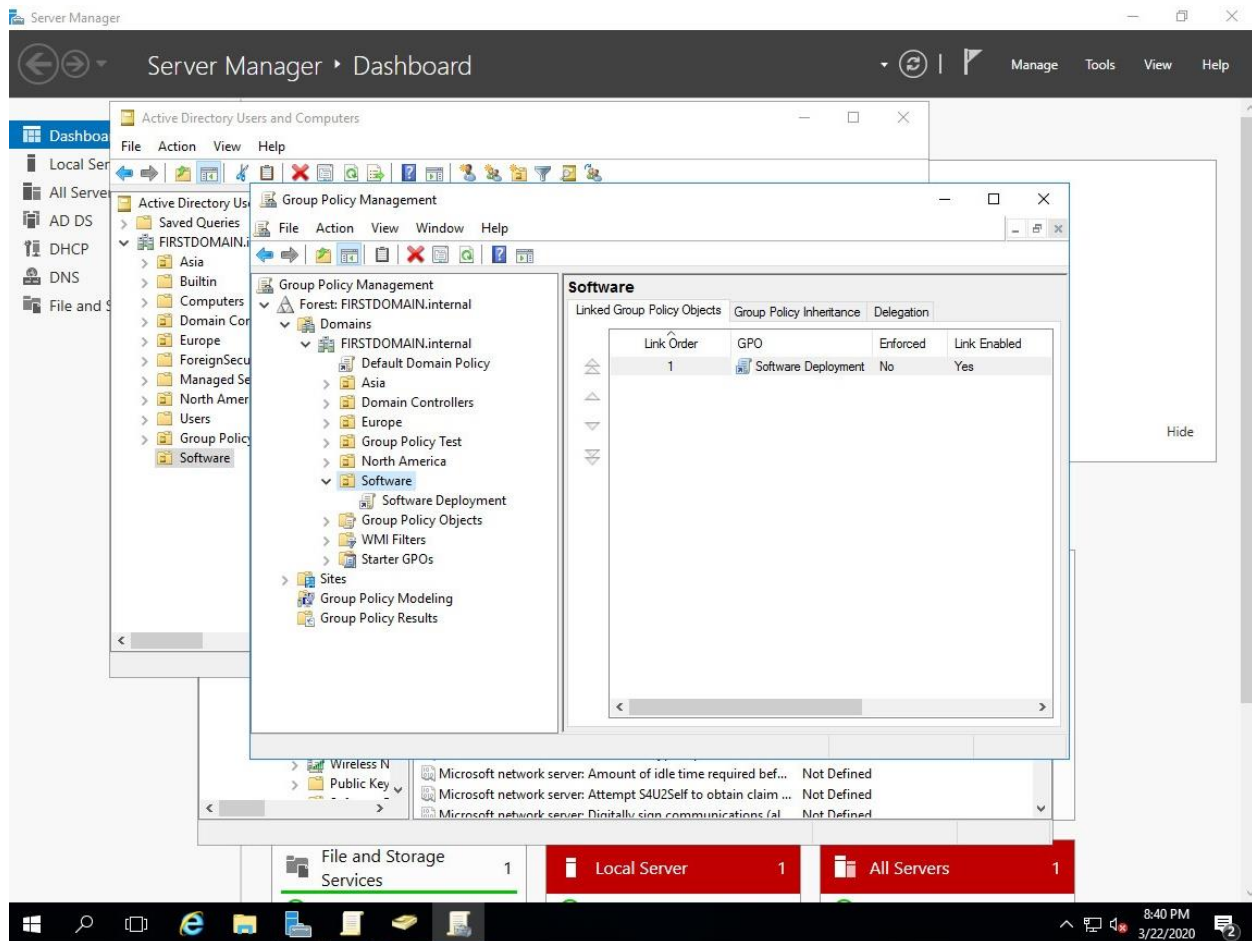 Server Manager
Server Manager ‣ Dashboard
Manage Tools View Help
Active Directory Users and Computers
File Action View Help
Dashboa
Local Ser
All Server
AD DS
DHCP
DNS
File and S
Active Directory Us
Saved Queries
FIRSTDOMAIN.i
Asia
Builtin
Computers
Domain Cor
Europe
ForeignSecu
Managed Se
North Amer
Users
Group Policy
Software
Group Policy Management
File Action View Window Help
Group Policy Management
Forest: FIRSTDOMAIN.internal
Domains
FIRSTDOMAIN.internal
Default Domain Policy
Asia
Domain Controllers
Europe
Group Policy Test
North America
Software
Software Deployment
Group Policy Objects
WMI Filters
Starter GPOs
Sites
Group Policy Modeling
Group Policy Results
Software
Linked Group Policy Objects Group Policy Inheritance Delegation
Link Order GPO Enforced Link Enabled
1 Software Deployment No Yes
Hide
Wireless N
Public Key
Microsoft network server: Amount of idle time required bef... Not Defined
Microsoft network server: Attempt S4U2Self to obtain claim ... Not Defined
Microsoft network server: Digitally sign communications (al Not Defined
File and Storage Services 1
Local Server 1
All Servers 1
8:40 PM
3/22/2020
2